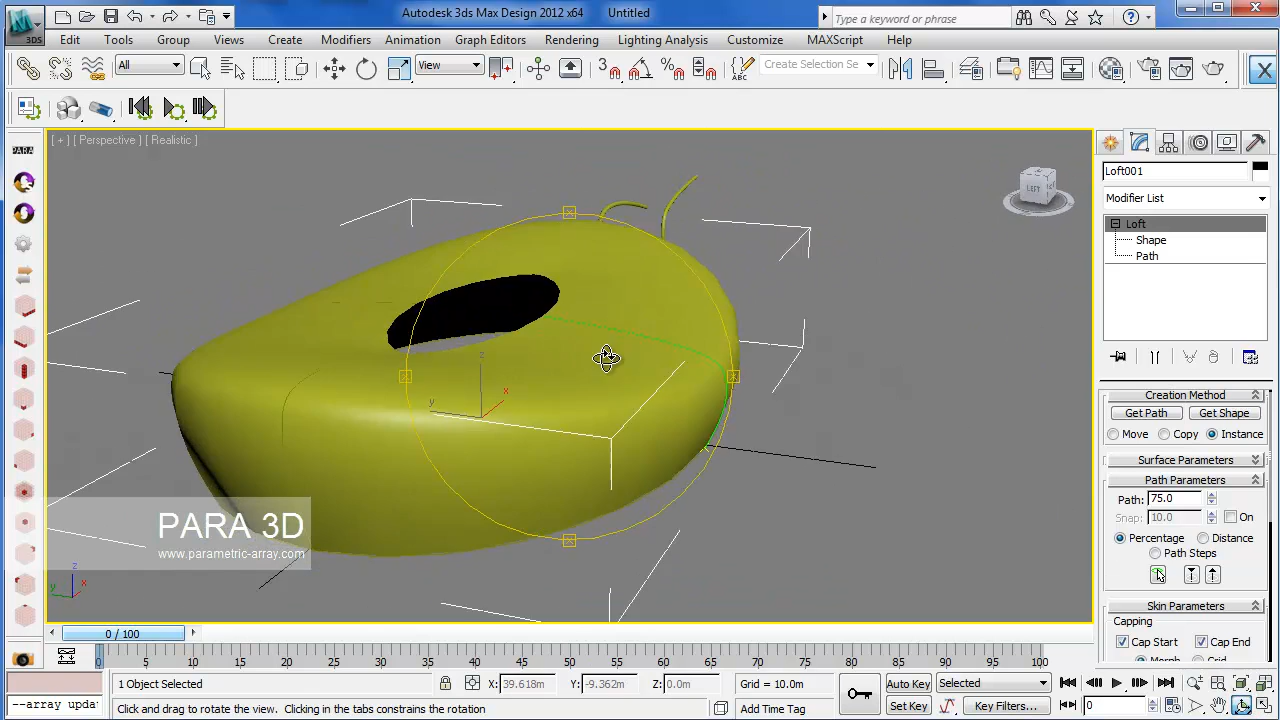 Autodesk 3ds Max Design 2012 x64 Untitled
Type a keyword or phrase
3DS
Edit Tools Group Views Create Modifiers Animation Graph Editors Rendering Lighting Analysis Customize MAXScript Help
All View 3 Create Selection Se
[ + ] [ Perspective ] [ Realistic ]
PARA
LEFT
Loft001
Modifier List
Loft
Shape
Path
Creation Method
Get Path Get Shape
Move Copy Instance
Surface Parameters
Path Parameters
Path: 75.0
Snap: 10.0 On
Percentage Distance
Path Steps
Skin Parameters
Capping
Cap Start Cap End
Morph Grid
z
x
y
PARA 3D
www.parametric-array.com
z
y x
0 / 100
0 5 10 15 20 25 30 35 40 45 50 55 60 65 70 75 80 85 90 95 100
1 Object Selected X: 39.618m Y: -9.362m Z: 0.0m Grid = 10.0m Auto Key Selected
--array upda Click and drag to rotate the view. Clicking in the tabs constrains the rotation Add Time Tag Set Key Key Filters... 0